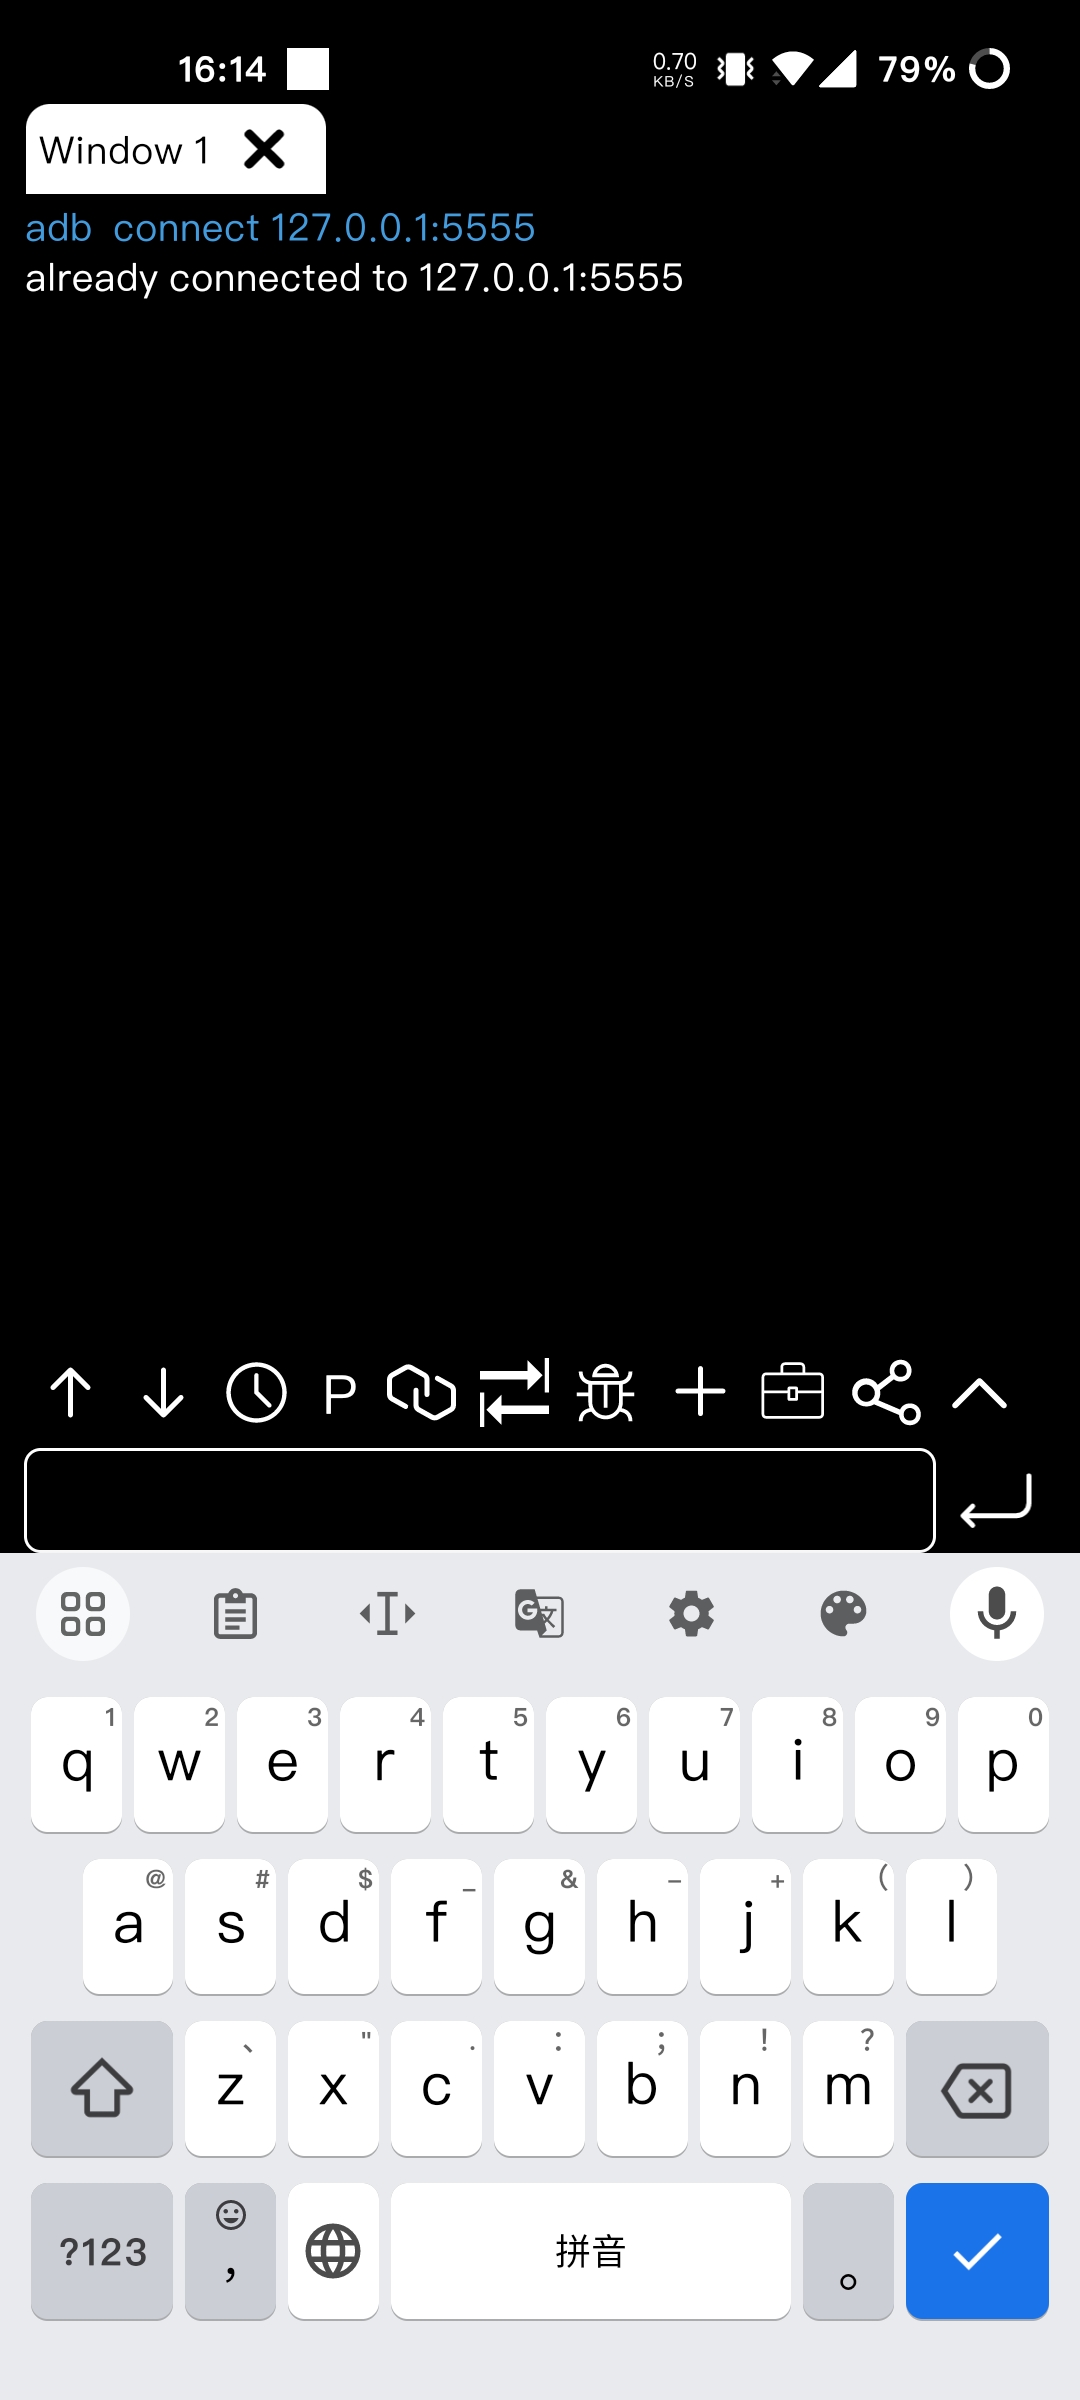 16:14 0.70 KB/S 79%
Window 1
adb  connect 127.0.0.1:5555
already connected to 127.0.0.1:5555
P
1 2 3 4 5 6 7 8 9 0
q w e r t y u i o p
@ # $ _ & - + ( )
a s d f g h j k l
、 " . : ; ! ?
z x c v b n m
?123 , 拼音 。